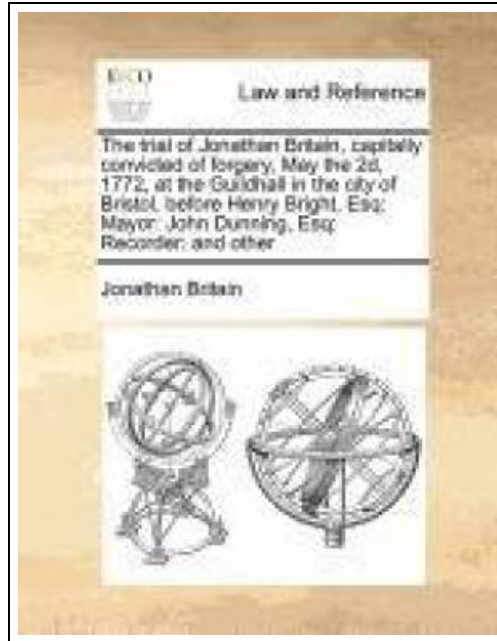 ECCO
Law and Reference
The trial of Jonathan Britain, capitally
convicted of forgery, May the 2d,
1772, at the Guildhall in the city of
Bristol, before Henry Bright, Esq;
Mayor: John Dunning, Esq;
Recorder: and other
Jonathan Britain